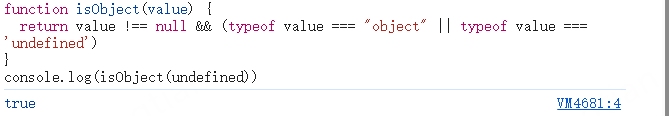 function isObject(value) {
  return value !== null && (typeof value === "object" || typeof value ===
'undefined')
}
console.log(isObject(undefined))
true VM4681:4